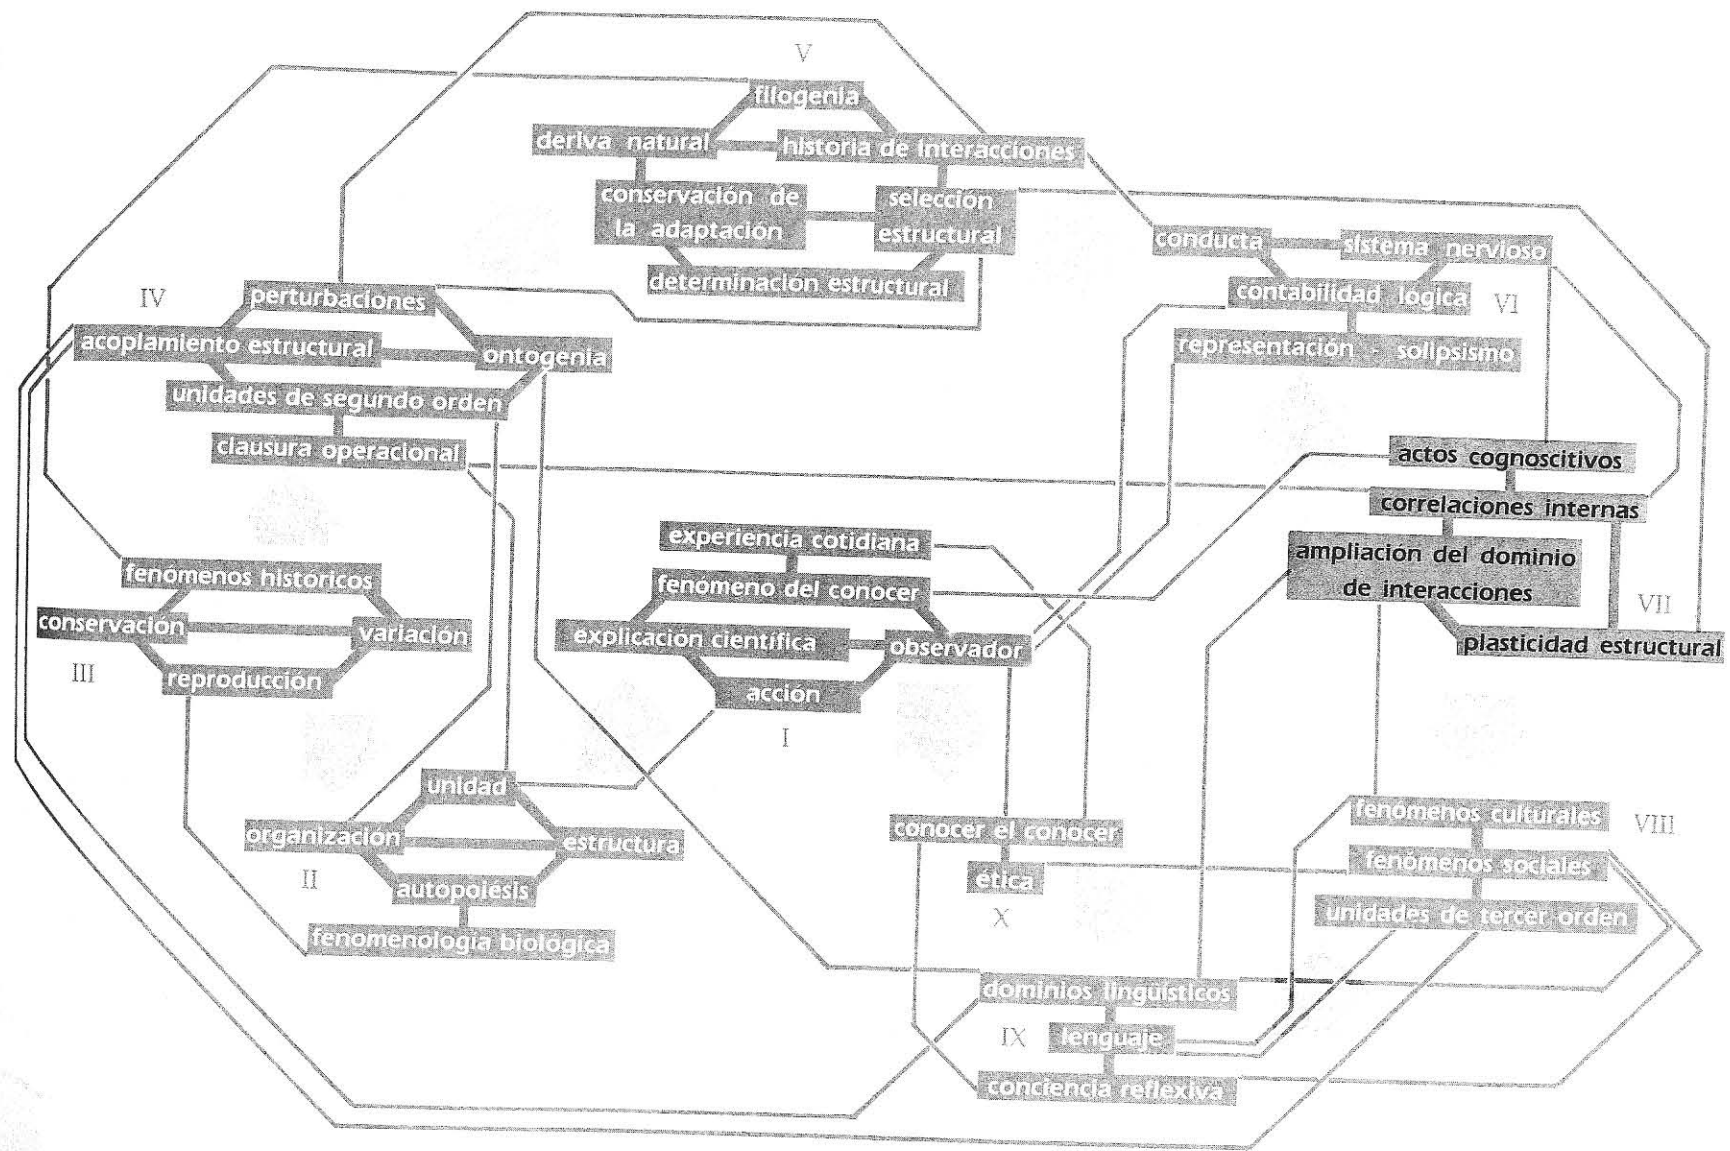 V
filogenia
deriva natural
historia de interacciones
conservación de
la adaptación
selección
estructural
determinación estructural
conducta
sistema nervioso
contabilidad lógica
VI
representación - solipsismo
IV
perturbaciones
acoplamiento estructural
ontogenia
unidades de segundo orden
clausura operacional
actos cognoscitivos
correlaciones internas
ampliación del dominio
de interacciones
VII
plasticidad estructural
experiencia cotidiana
fenómeno del conocer
explicación científica
observador
acción
I
fenómenos históricos
conservación
variación
III
reproducción
unidad
organización
estructura
II
autopoiesis
fenomenología biológica
conocer el conocer
ética
X
fenómenos culturales
VIII
fenómenos sociales
unidades de tercer orden
dominios lingüísticos
IX
lenguaje
conciencia reflexiva